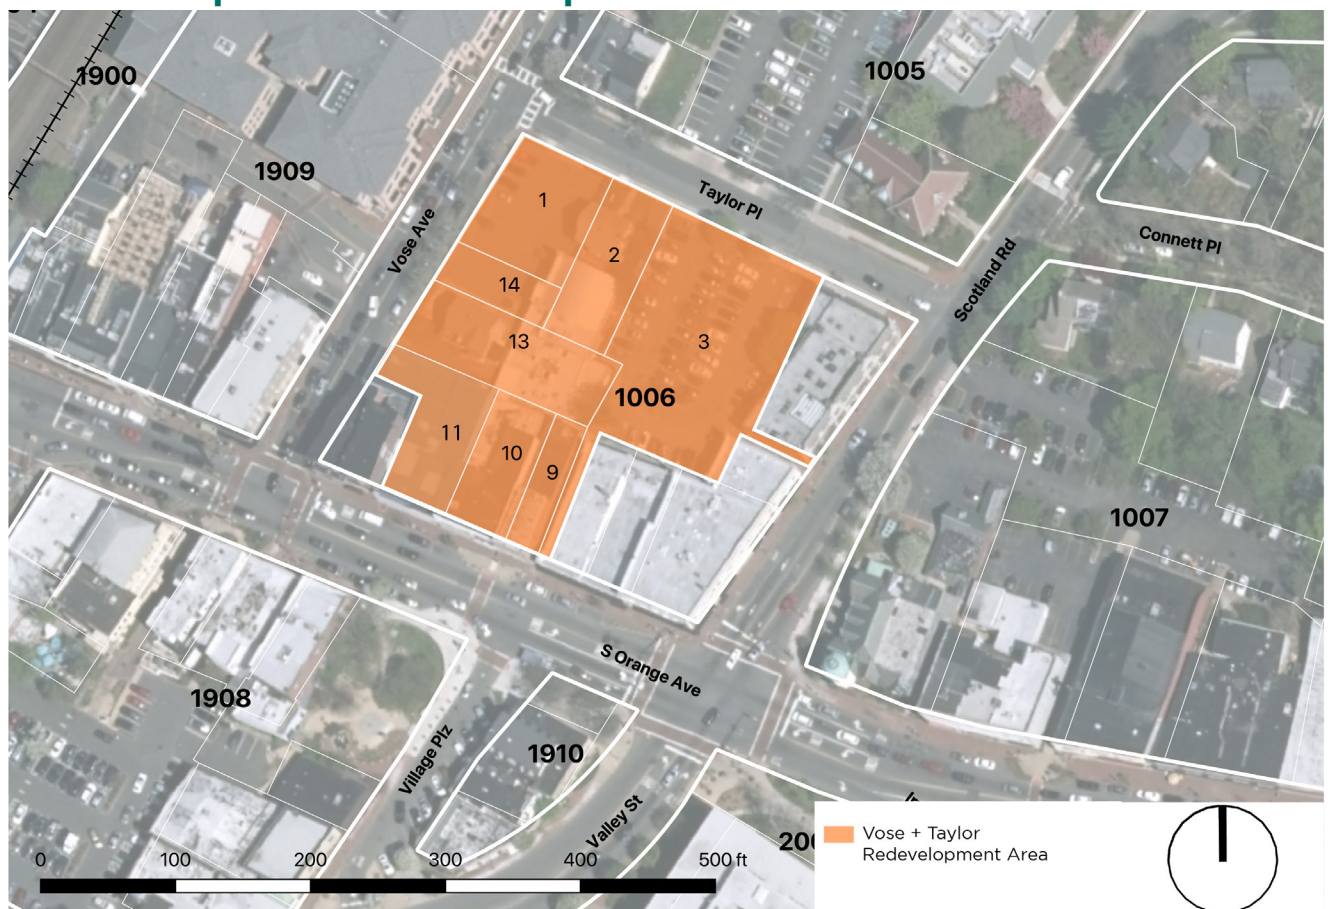 1900
1005
1909
Taylor Pl
1
Vose Ave
Connett Pl
Scotland Rd
2
14
13
3
1006
11
10
9
1007
S Orange Ave
1908
1910
Village Plz
Valley St
0 100 200 300 400 500 ft
Vose + Taylor
Redevelopment Area